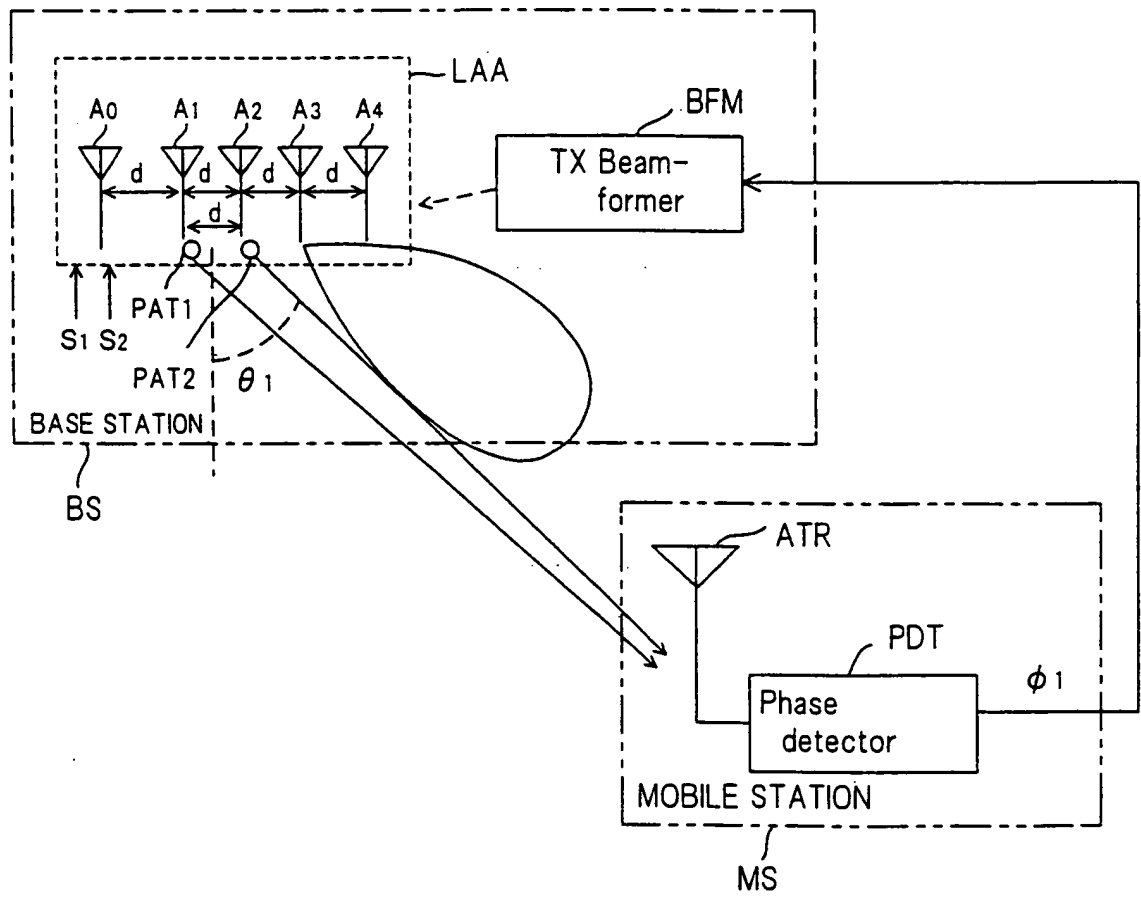 LAA
A0 A1 A2 A3 A4
d d d d
d
BFM
TX Beam-
former
PAT1
S1 S2
PAT2
θ1
BASE STATION
BS
ATR
PDT
Phase
detector
ϕ1
MOBILE STATION
MS